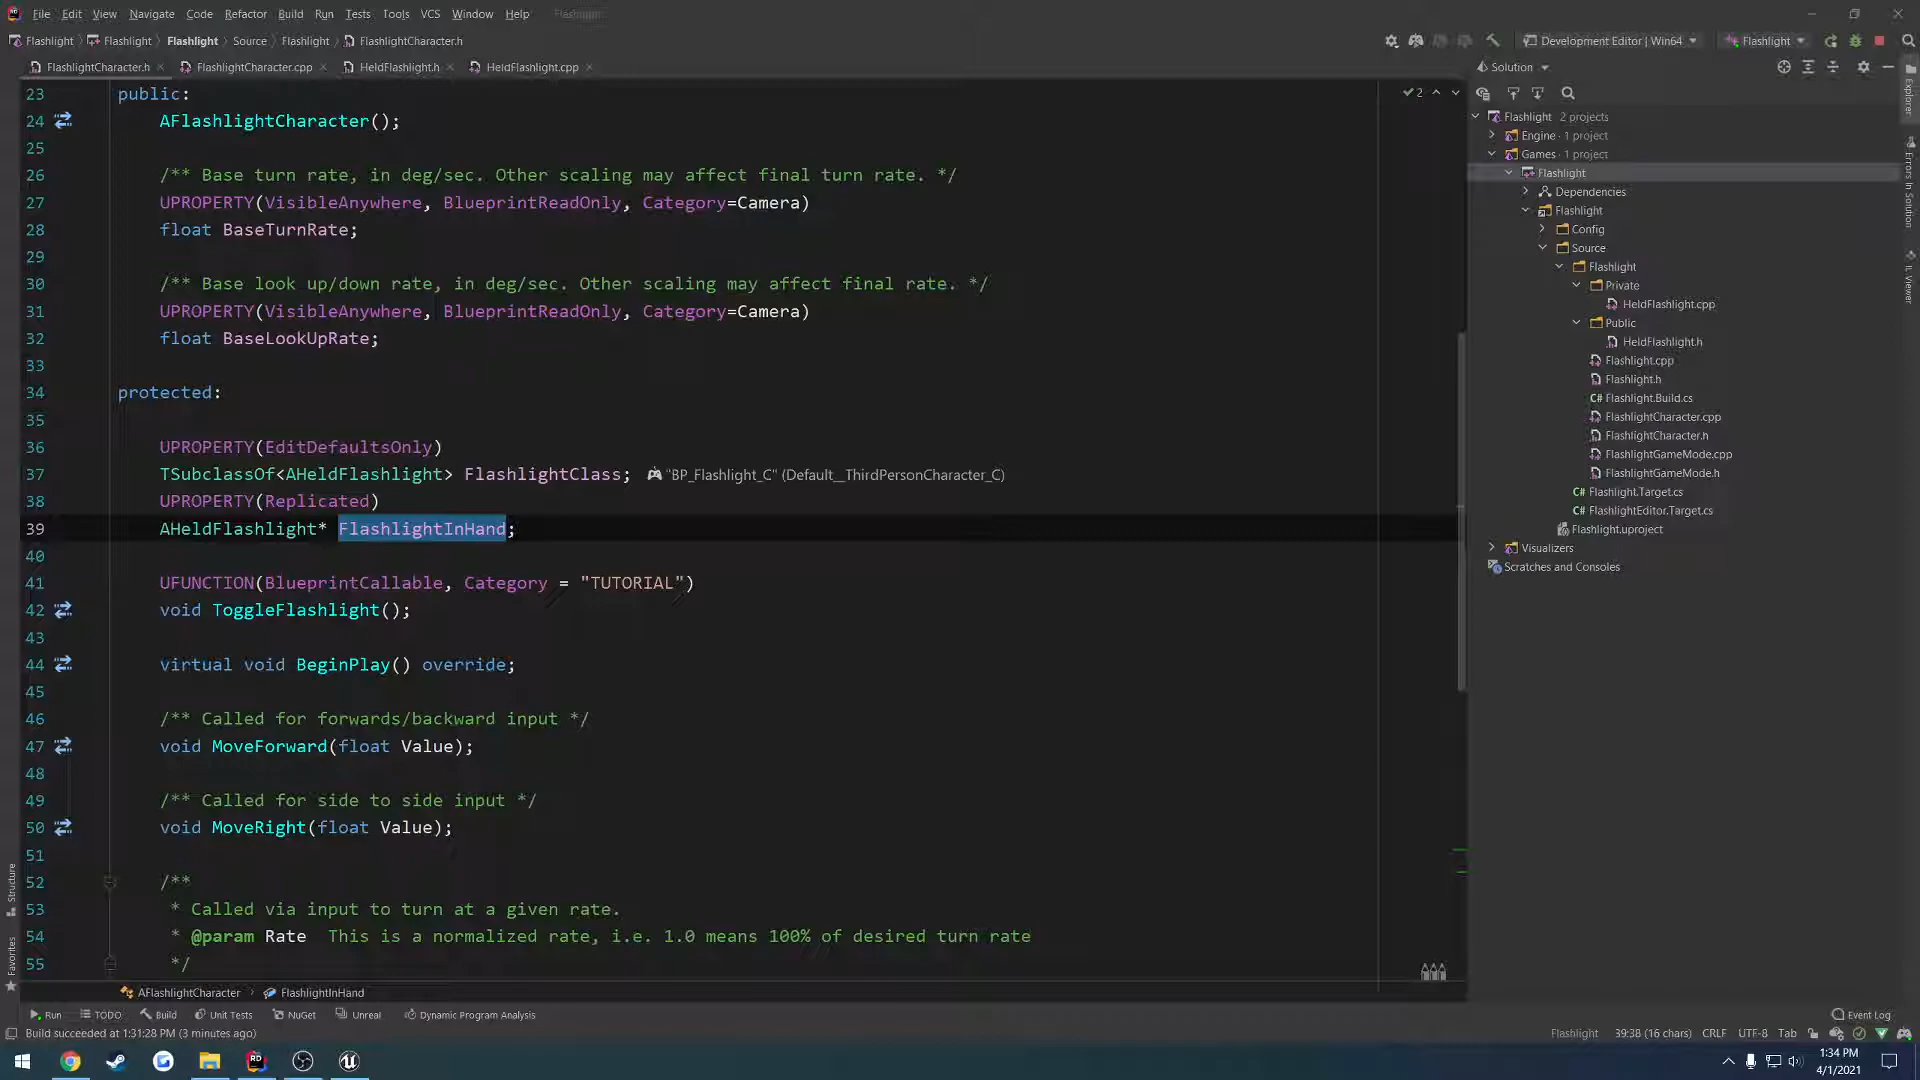 File Edit View Navigate Code Refactor Build Run Tests Tools VCS Window Help Flashlight
Flashlight Flashlight Flashlight Source Flashlight FlashlightCharacter.h
Development Editor | Win64 Flashlight
FlashlightCharacter.h FlashlightCharacter.cpp HeldFlashlight.h HeldFlashlight.cpp
23 public:
24 AFlashlightCharacter();
25
26 /** Base turn rate, in deg/sec. Other scaling may affect final turn rate. */
27 UPROPERTY(VisibleAnywhere, BlueprintReadOnly, Category=Camera)
28 float BaseTurnRate;
29
30 /** Base look up/down rate, in deg/sec. Other scaling may affect final rate. */
31 UPROPERTY(VisibleAnywhere, BlueprintReadOnly, Category=Camera)
32 float BaseLookUpRate;
33
34 protected:
35
36 UPROPERTY(EditDefaultsOnly)
37 TSubclassOf<AHeldFlashlight> FlashlightClass; "BP_Flashlight_C" (Default__ThirdPersonCharacter_C)
38 UPROPERTY(Replicated)
39 AHeldFlashlight* FlashlightInHand;
40
41 UFUNCTION(BlueprintCallable, Category = "TUTORIAL")
42 void ToggleFlashlight();
43
44 virtual void BeginPlay() override;
45
46 /** Called for forwards/backward input */
47 void MoveForward(float Value);
48
49 /** Called for side to side input */
50 void MoveRight(float Value);
51
52 /**
53 * Called via input to turn at a given rate.
54 * @param Rate This is a normalized rate, i.e. 1.0 means 100% of desired turn rate
55 */
2
Solution
Flashlight 2 projects
Engine · 1 project
Games · 1 project
Flashlight
Dependencies
Flashlight
Config
Source
Flashlight
Private
HeldFlashlight.cpp
Public
HeldFlashlight.h
Flashlight.cpp
Flashlight.h
C# Flashlight.Build.cs
FlashlightCharacter.cpp
FlashlightCharacter.h
FlashlightGameMode.cpp
FlashlightGameMode.h
C# Flashlight.Target.cs
C# FlashlightEditor.Target.cs
Flashlight.uproject
Visualizers
Scratches and Consoles
Explorer
Errors In Solution
IL Viewer
Structure
Favorites
AFlashlightCharacter FlashlightInHand
Run TODO Build Unit Tests NuGet Unreal Dynamic Program Analysis Event Log
Build succeeded at 1:31:28 PM (3 minutes ago) Flashlight 39:38 (16 chars) CRLF UTF-8 Tab
1:34 PM
4/1/2021